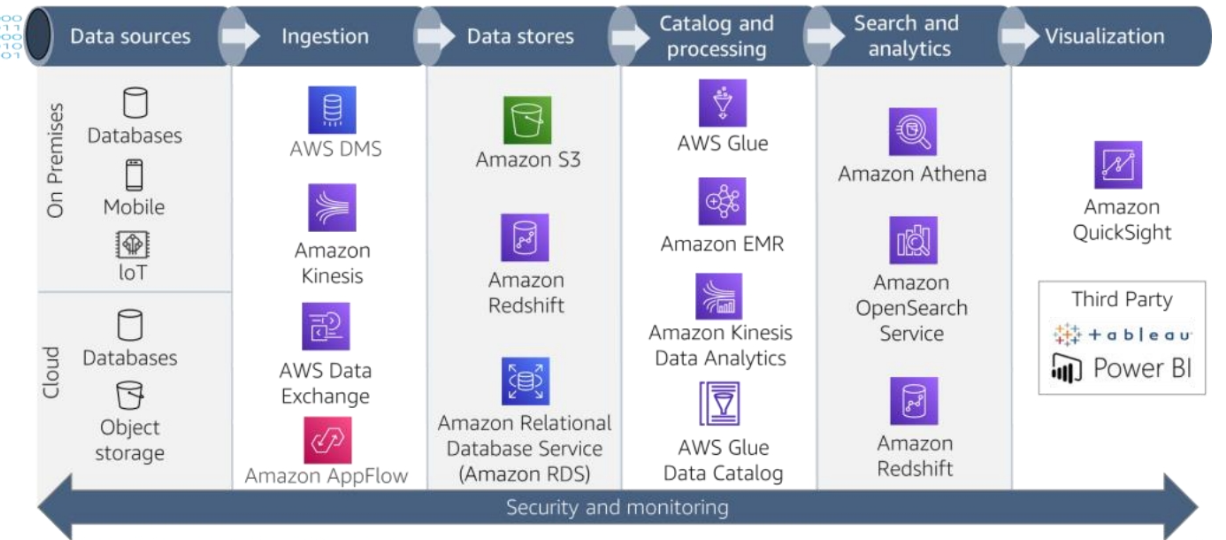 Data sources
Ingestion
Data stores
Catalog and
processing
Search and
analytics
Visualization
On Premises
Databases
Mobile
IoT
Cloud
Databases
Object
storage
AWS DMS
Amazon
Kinesis
AWS Data
Exchange
Amazon AppFlow
Amazon S3
Amazon
Redshift
Amazon Relational
Database Service
(Amazon RDS)
AWS Glue
Amazon EMR
Amazon Kinesis
Data Analytics
AWS Glue
Data Catalog
Amazon Athena
Amazon
OpenSearch
Service
Amazon
Redshift
Amazon
QuickSight
Third Party
+ableau
Power BI
Security and monitoring